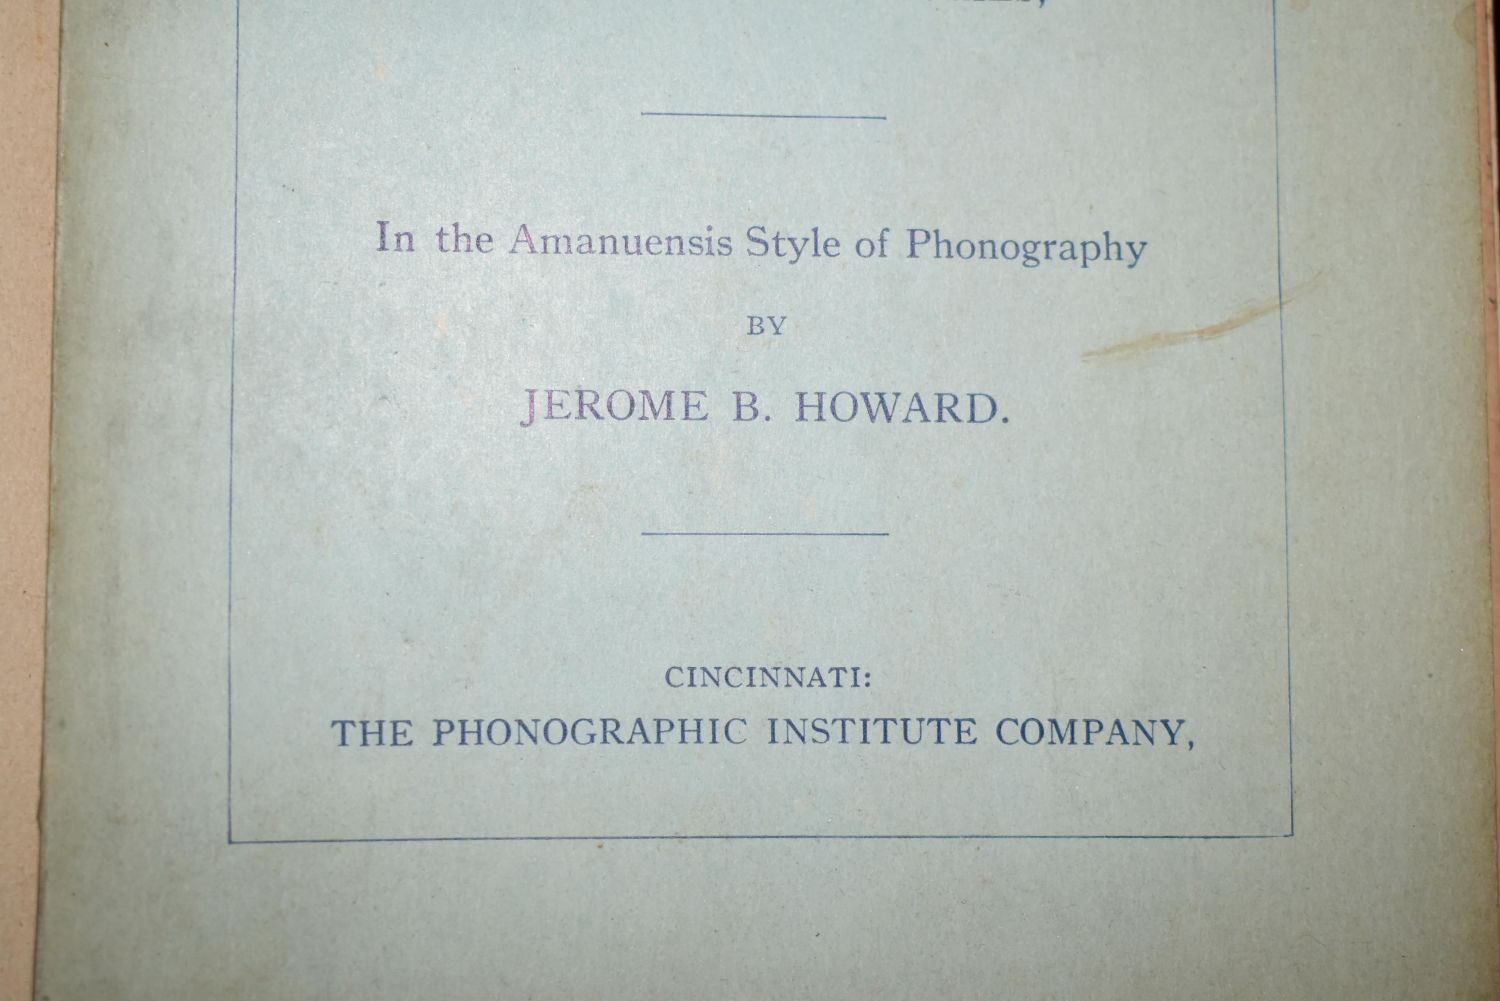 In the Amanuensis Style of Phonography
BY
JEROME B. HOWARD.
CINCINNATI:
THE PHONOGRAPHIC INSTITUTE COMPANY,